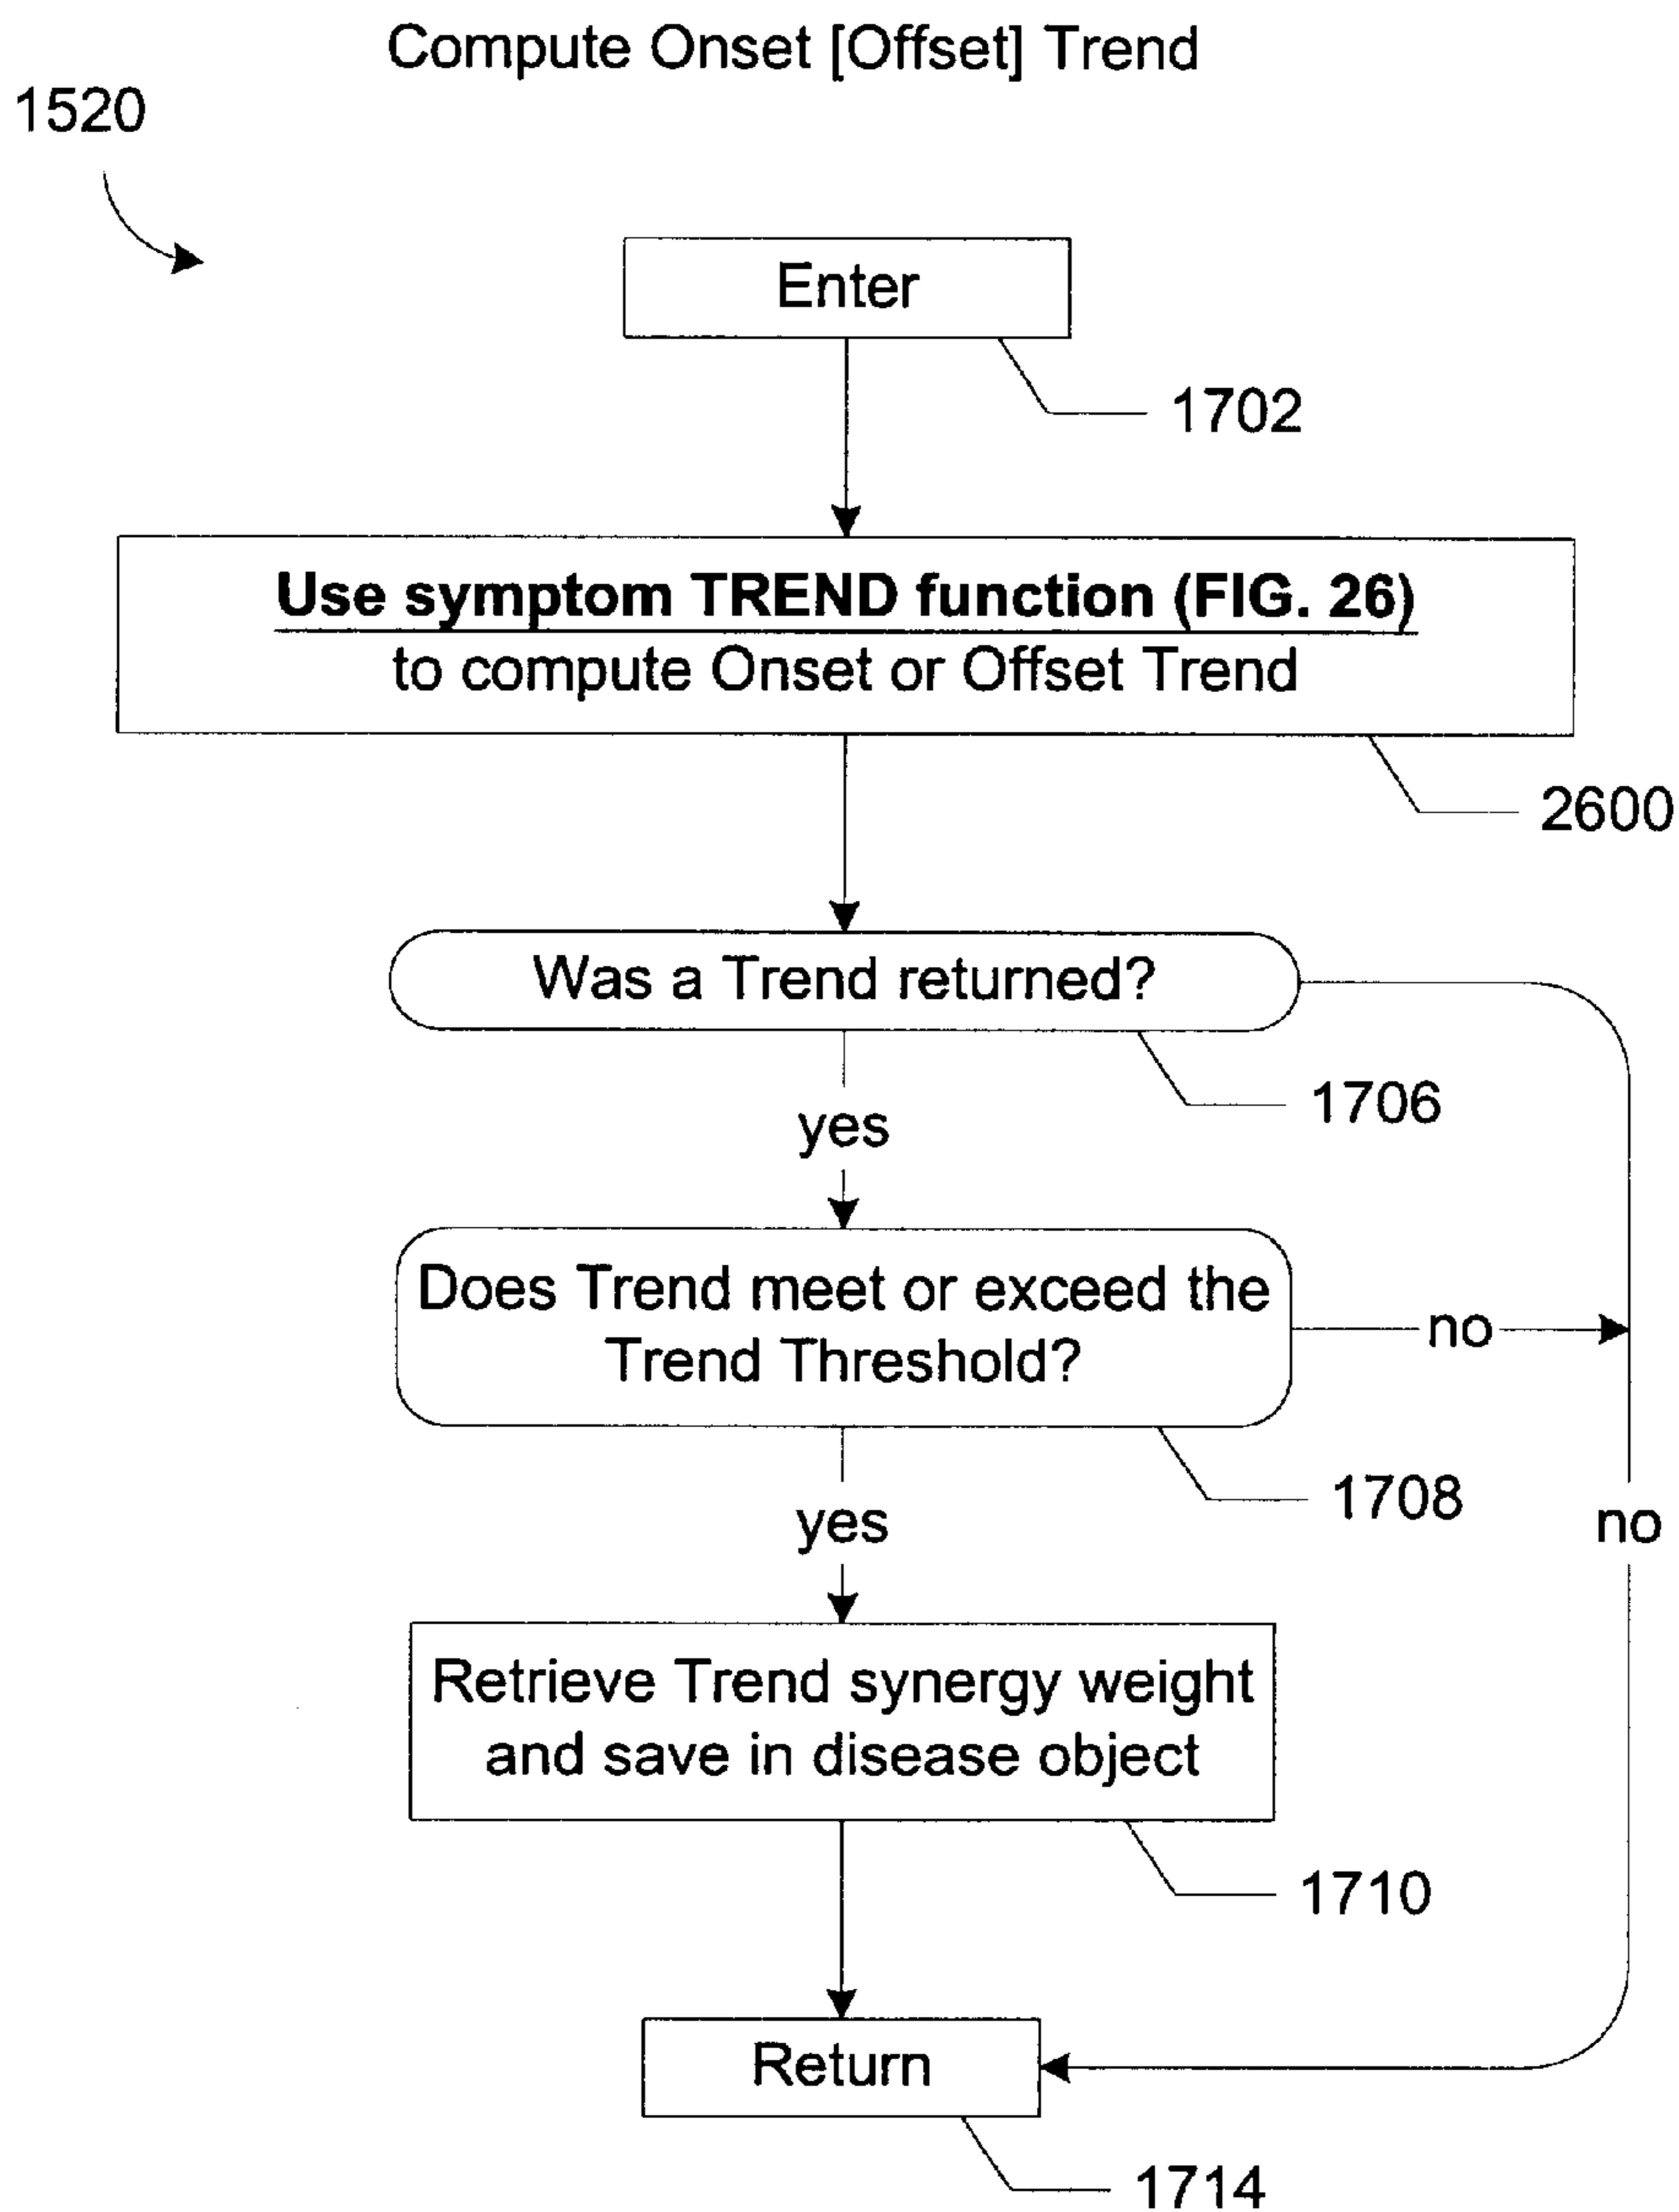 Compute Onset [Offset] Trend
1520
Enter
1702
Use symptom TREND function (FIG. 26)
to compute Onset or Offset Trend
2600
Was a Trend returned?
1706
yes
Does Trend meet or exceed the
Trend Threshold?
no
1708
yes
no
Retrieve Trend synergy weight
and save in disease object
1710
Return
1714